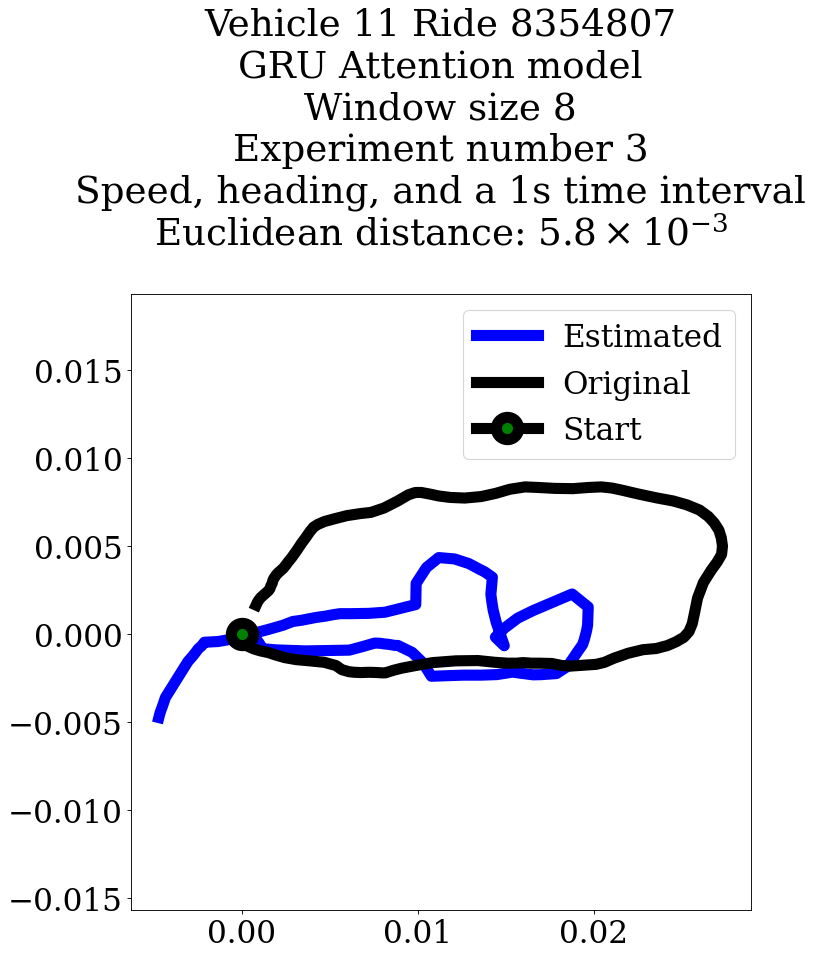 Vehicle 11 Ride 8354807
GRU Attention model
Window size 8
Experiment number 3
Speed, heading, and a 1s time interval
Euclidean distance: 5.8 × 10⁻³
Estimated
Original
Start
0.015
0.010
0.005
0.000
−0.005
−0.010
−0.015
0.00 0.01 0.02